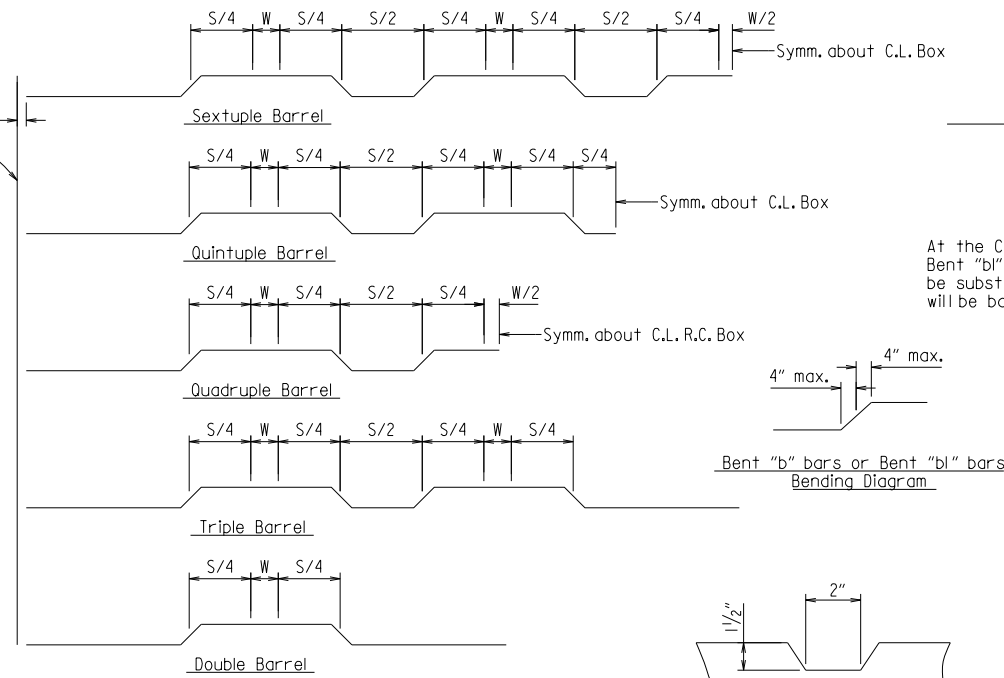 S/4 W S/4 S/2 S/4 W S/4 S/2 S/4 W/2
Symm. about C.L. Box
Sextuple Barrel
S/4 W S/4 S/2 S/4 W S/4 S/4
Symm. about C.L. Box
Quintuple Barrel
At the C
Bent "bl"
be subst
will be ba
S/4 W S/4 S/2 S/4 W/2
Symm. about C.L. R.C. Box
Quadruple Barrel
4" max.
4" max.
Bent "b" bars or Bent "bl" bars
Bending Diagram
S/4 W S/4 S/2 S/4 W S/4
Triple Barrel
S/4 W S/4
Double Barrel
2"
1½"